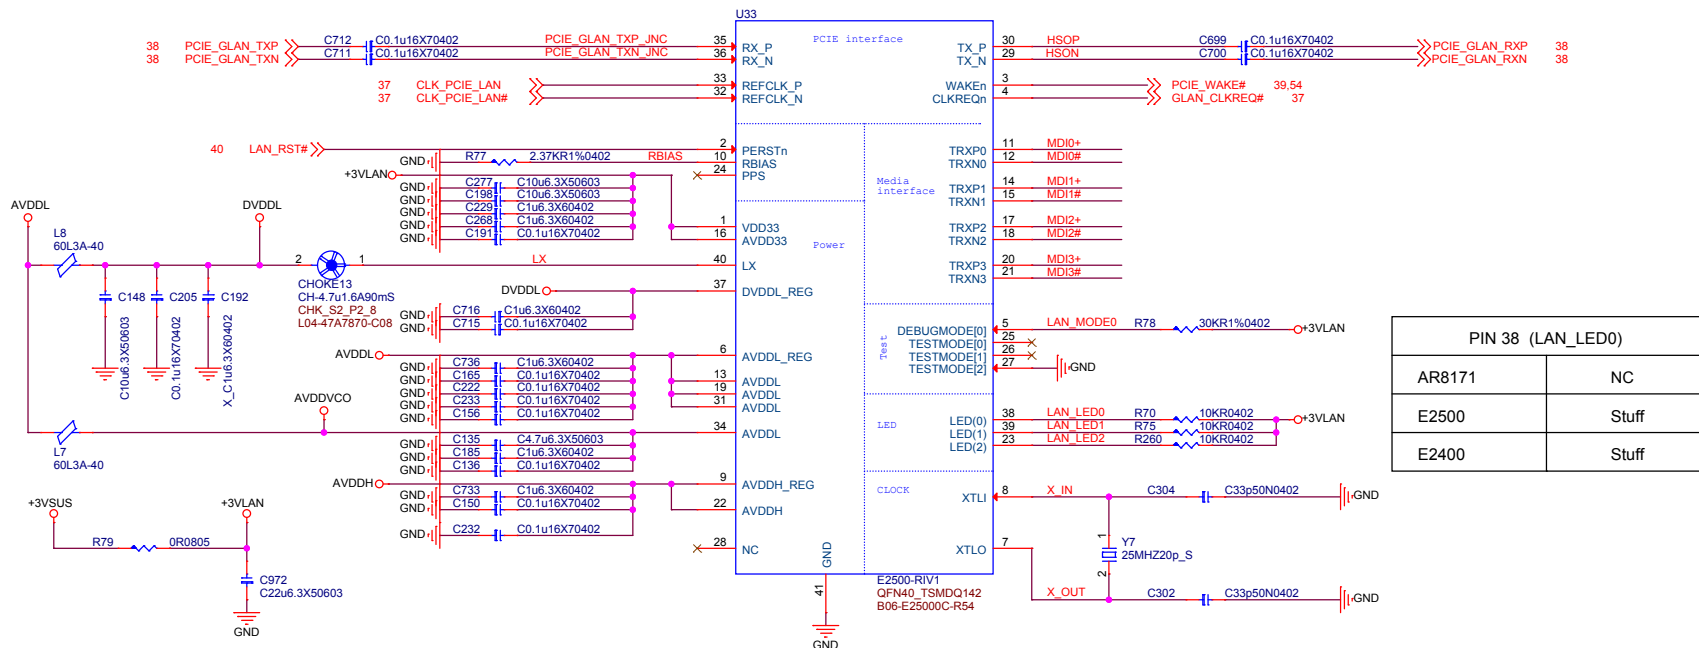 U33
PCIE interface
38 PCIE_GLAN_TXP C712 C0.1u16X70402 PCIE_GLAN_TXP_JNC 35 RX_P
38 PCIE_GLAN_TXN C711 C0.1u16X70402 PCIE_GLAN_TXN_JNC 36 RX_N
TX_P 30 HSOP C699 C0.1u16X70402 PCIE_GLAN_RXP 38
TX_N 29 HSON C700 C0.1u16X70402 PCIE_GLAN_RXN 38
37 CLK_PCIE_LAN 33 REFCLK_P
37 CLK_PCIE_LAN# 32 REFCLK_N
WAKEn 3 PCIE_WAKE# 39,54
CLKREQn 4 GLAN_CLKREQ# 37
40 LAN_RST# 2 PERSTn
GND R77 2.37KR1%0402 RBIAS 10 RBIAS
+3VLAN 24 PPS
GND C277 C10u6.3X50603
GND C198 C10u6.3X50603
GND C229 C1u6.3X60402
GND C268 C1u6.3X60402
GND C191 C0.1u16X70402
1 VDD33
16 AVDD33
Media
interface
TRXP0 11 MDI0+
TRXN0 12 MDI0#
TRXP1 14 MDI1+
TRXN1 15 MDI1#
TRXP2 17 MDI2+
TRXN2 18 MDI2#
TRXP3 20 MDI3+
TRXN3 21 MDI3#
Power
AVDDL DVDDL
L8
60L3A-40
2 1 LX 40 LX
CHOKE13
CH-4.7u1.6A90mS
CHK_S2_P2_8
L04-47A7870-C08
C148 C205 C192
C10u6.3X50603
C0.1u16X70402
X_C1u6.3X60402
DVDDL 37 DVDDL_REG
GND C716 C1u6.3X60402
GND C715 C0.1u16X70402
AVDDL 6 AVDDL_REG
GND C736 C1u6.3X60402
GND C165 C0.1u16X70402 13 AVDDL
GND C222 C0.1u16X70402 19 AVDDL
GND C233 C0.1u16X70402 31 AVDDL
GND C156 C0.1u16X70402
AVDDVCO 34 AVDDL
L7
60L3A-40
GND C135 C4.7u6.3X50603
GND C185 C1u6.3X60402
GND C136 C0.1u16X70402
AVDDH 9 AVDDH_REG
GND C733 C1u6.3X60402
GND C150 C0.1u16X70402 22 AVDDH
GND C232 C0.1u16X70402
28 NC
GND
41
GND
+3VSUS +3VLAN
R79 0R0805
C972
C22u6.3X50603
GND
Test
DEBUGMODE[0] 5 LAN_MODE0 R78 30KR1%0402 +3VLAN
TESTMODE[0] 25
TESTMODE[1] 26
TESTMODE[2] 27 GND
LED
LED(0) 38 LAN_LED0 R70 10KR0402 +3VLAN
LED(1) 39 LAN_LED1 R75 10KR0402
LED(2) 23 LAN_LED2 R260 10KR0402
CLOCK
XTLI 8 X_IN C304 C33p50N0402 GND
1
Y7
25MHZ20p_S
2
XTLO 7 X_OUT C302 C33p50N0402 GND
E2500-RIV1
QFN40_TSMDQ142
B06-E25000C-R54
PIN 38 (LAN_LED0)
AR8171 NC
E2500 Stuff
E2400 Stuff